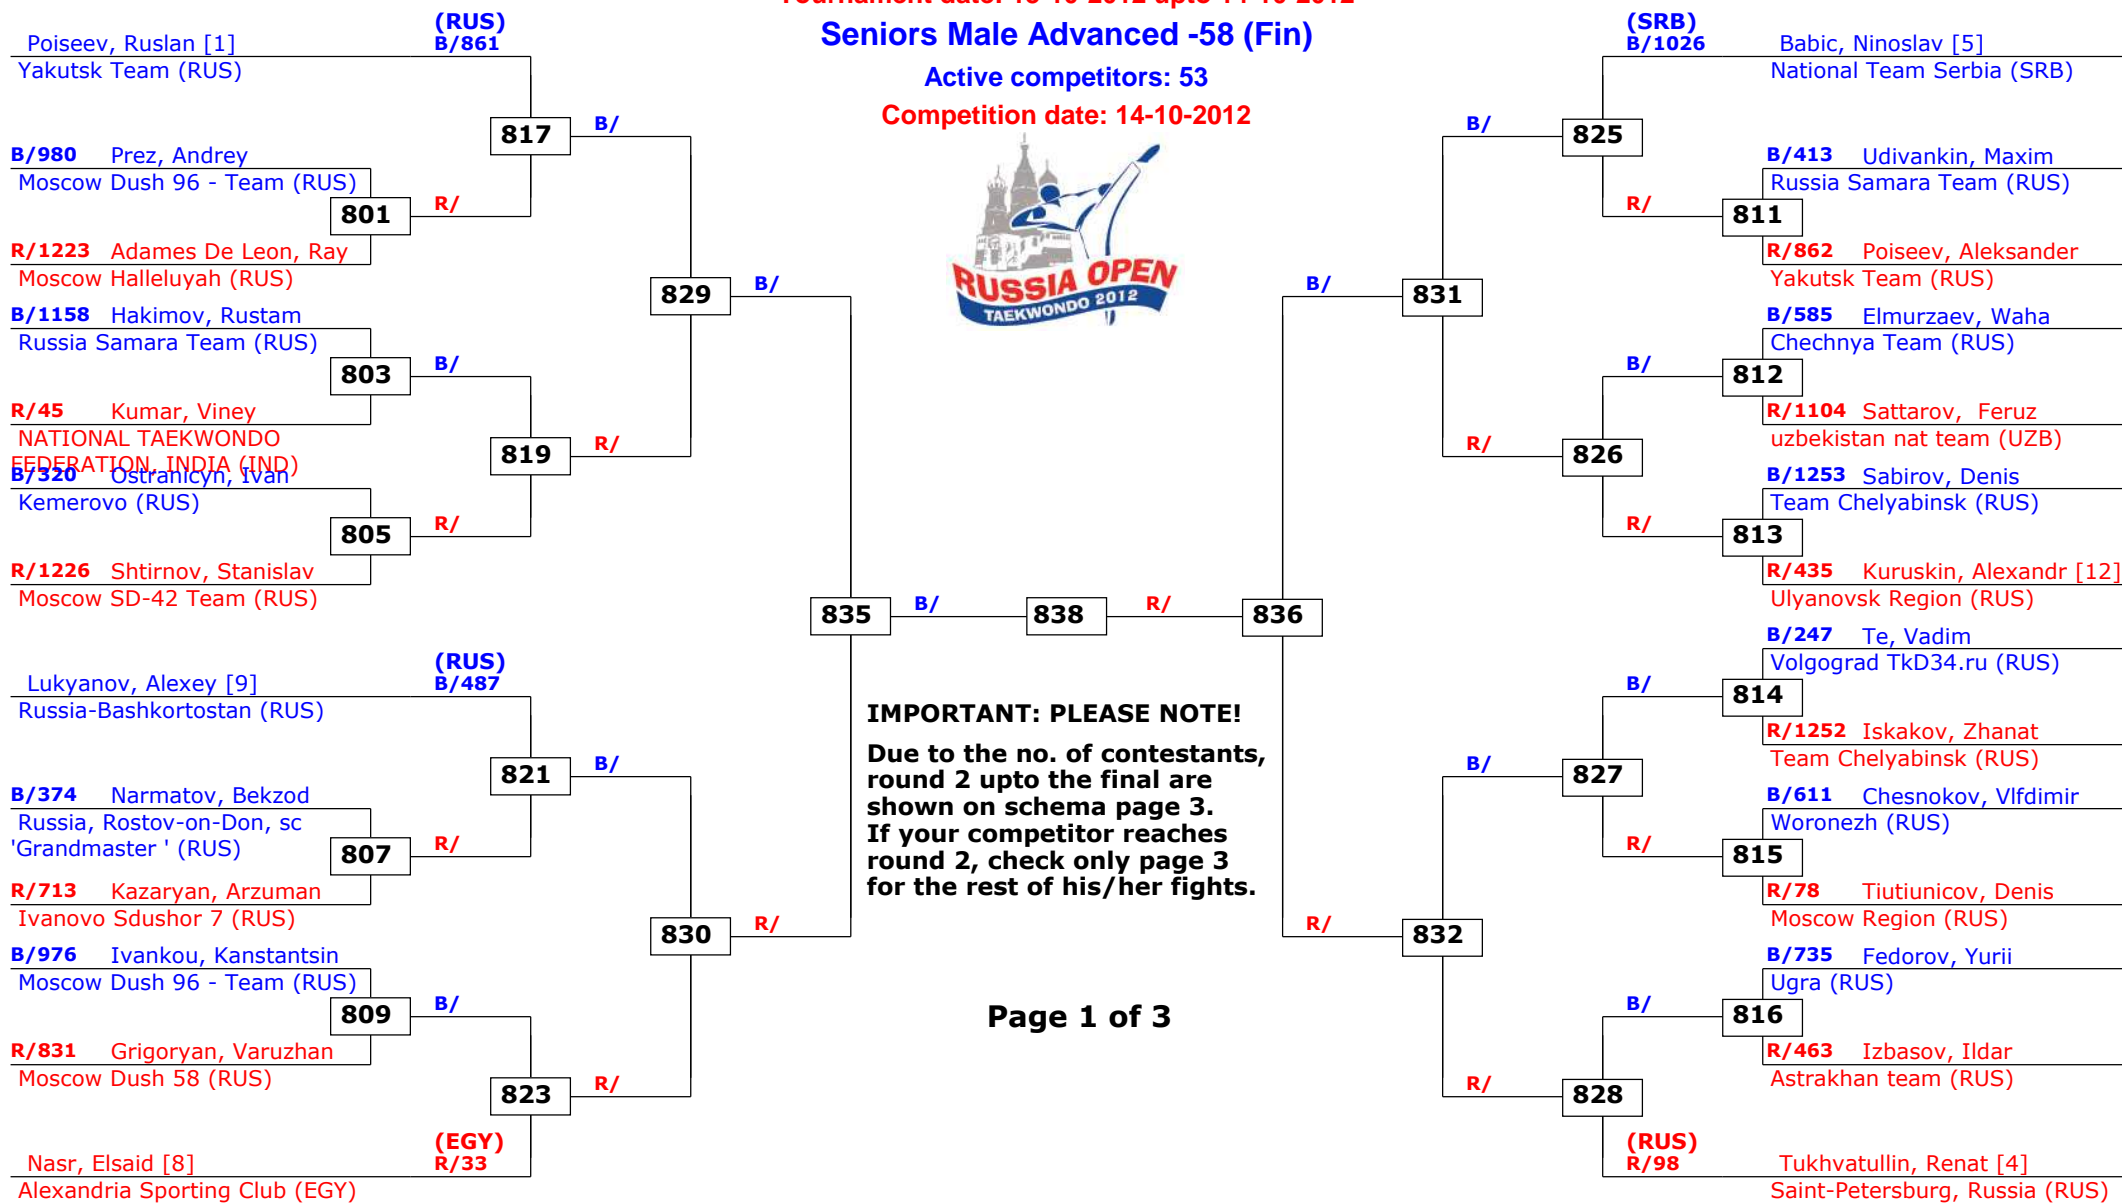 Tournament date: 13-10-2012 upto 14-10-2012
Seniors Male Advanced -58 (Fin)
Active competitors: 53
Competition date: 14-10-2012
RUSSIA OPEN
TAEKWONDO 2012
(RUS)
Poiseev, Ruslan [1] B/861
Yakutsk Team (RUS)
817 B/
B/980 Prez, Andrey
Moscow Dush 96 - Team (RUS)
801 R/
R/1223 Adames De Leon, Ray
Moscow Halleluyah (RUS)
829 B/
B/1158 Hakimov, Rustam
Russia Samara Team (RUS)
803 B/
R/45 Kumar, Viney
NATIONAL TAEKWONDO
FEDERATION, INDIA (IND)
819 R/
B/320 Ostranicyn, Ivan
Kemerovo (RUS)
805 R/
R/1226 Shtirnov, Stanislav
Moscow SD-42 Team (RUS)
835 B/ 838 R/ 836
(RUS)
Lukyanov, Alexey [9] B/487
Russia-Bashkortostan (RUS)
821 B/
B/374 Narmatov, Bekzod
Russia, Rostov-on-Don, sc
'Grandmaster ' (RUS)
807 R/
R/713 Kazaryan, Arzuman
Ivanovo Sdushor 7 (RUS)
830 R/
B/976 Ivankou, Kanstantsin
Moscow Dush 96 - Team (RUS)
809 B/
R/831 Grigoryan, Varuzhan
Moscow Dush 58 (RUS)
823 R/
(EGY)
Nasr, Elsaid [8] R/33
Alexandria Sporting Club (EGY)
IMPORTANT: PLEASE NOTE!
Due to the no. of contestants,
round 2 upto the final are
shown on schema page 3.
If your competitor reaches
round 2, check only page 3
for the rest of his/her fights.
Page 1 of 3
(SRB)
B/1026 Babic, Ninoslav [5]
National Team Serbia (SRB)
B/ 825
B/413 Udivankin, Maxim
Russia Samara Team (RUS)
R/ 811
R/862 Poiseev, Aleksander
Yakutsk Team (RUS)
B/ 831
B/585 Elmurzaev, Waha
Chechnya Team (RUS)
B/ 812
R/1104 Sattarov, Feruz
uzbekistan nat team (UZB)
R/ 826
B/1253 Sabirov, Denis
Team Chelyabinsk (RUS)
R/ 813
R/435 Kuruskin, Alexandr [12]
Ulyanovsk Region (RUS)
B/247 Te, Vadim
Volgograd TkD34.ru (RUS)
B/ 814
R/1252 Iskakov, Zhanat
Team Chelyabinsk (RUS)
B/ 827
B/611 Chesnokov, Vlfdimir
Woronezh (RUS)
R/ 815
R/78 Tiutiunicov, Denis
Moscow Region (RUS)
R/ 832
B/735 Fedorov, Yurii
Ugra (RUS)
B/ 816
R/463 Izbasov, Ildar
Astrakhan team (RUS)
R/ 828
(RUS)
R/98 Tukhvatullin, Renat [4]
Saint-Petersburg, Russia (RUS)